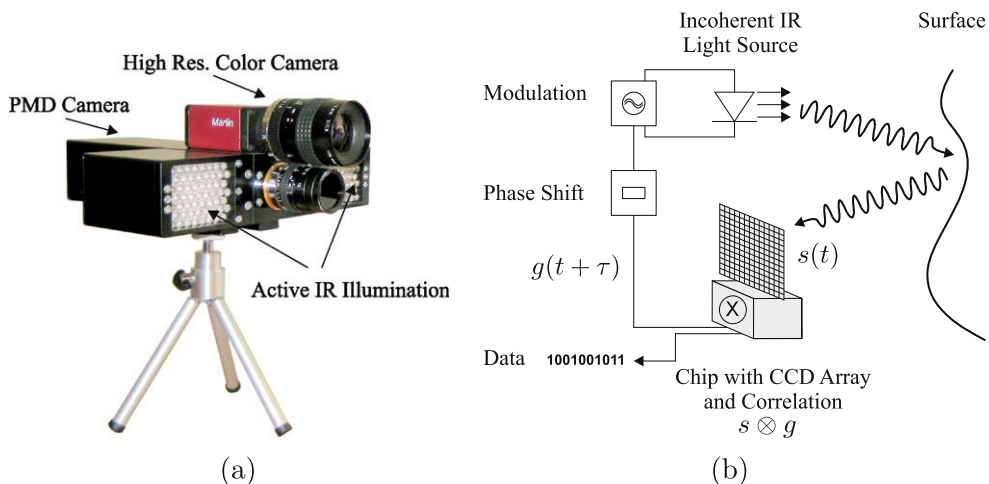 High Res. Color Camera
PMD Camera
Marlin
Active IR Illumination
(a)
Incoherent IR
Light Source
Surface
Modulation
Phase Shift
g(t + τ)
s(t)
X
Data 1001001011
Chip with CCD Array
and Correlation
s ⊗ g
(b)